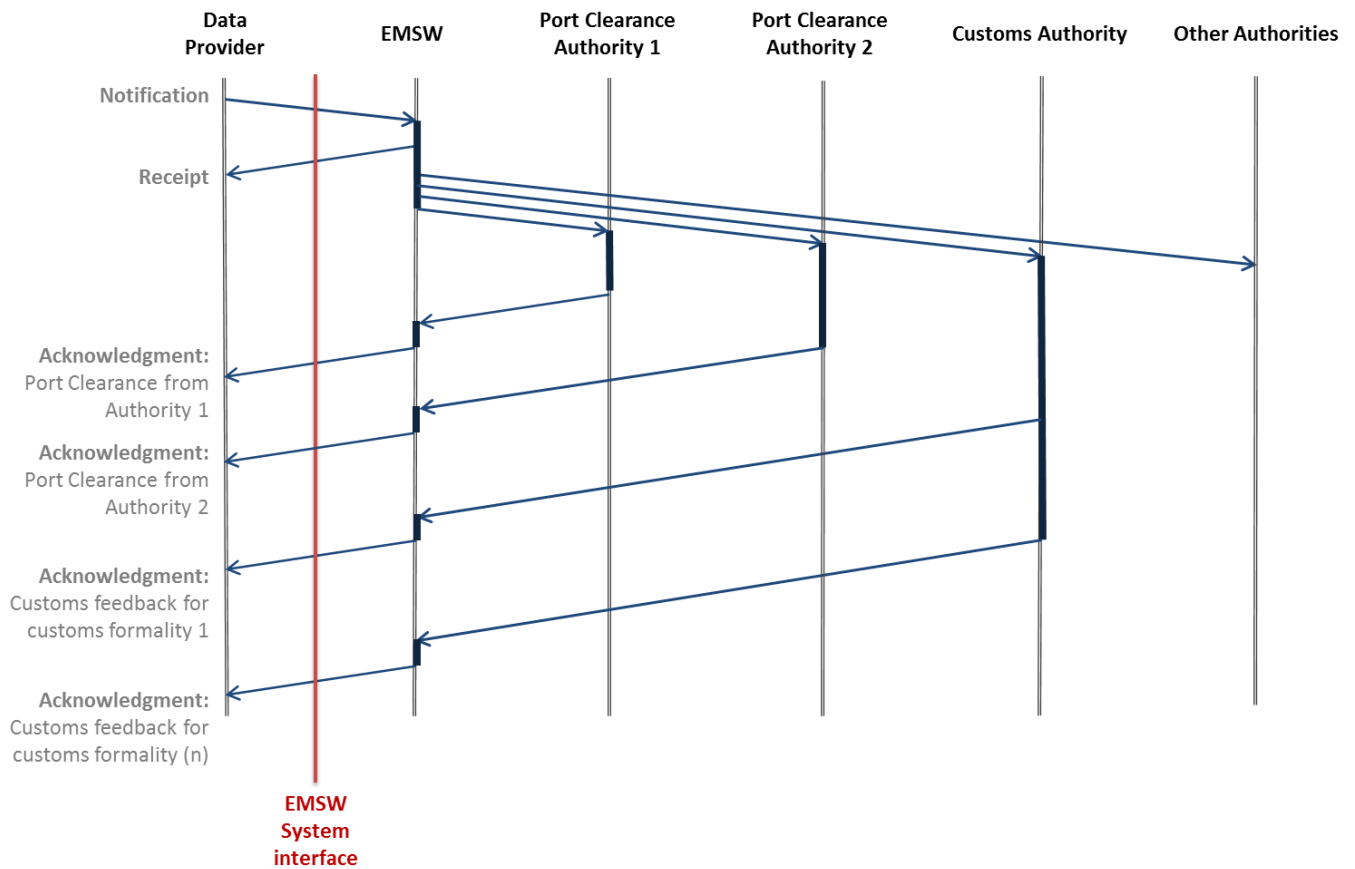 Data
Provider
EMSW
Port Clearance
Authority 1
Port Clearance
Authority 2
Customs Authority
Other Authorities
Notification
Receipt
Acknowledgment:
Port Clearance from
Authority 1
Acknowledgment:
Port Clearance from
Authority 2
Acknowledgment:
Customs feedback for
customs formality 1
Acknowledgment:
Customs feedback for
customs formality (n)
EMSW
System
interface